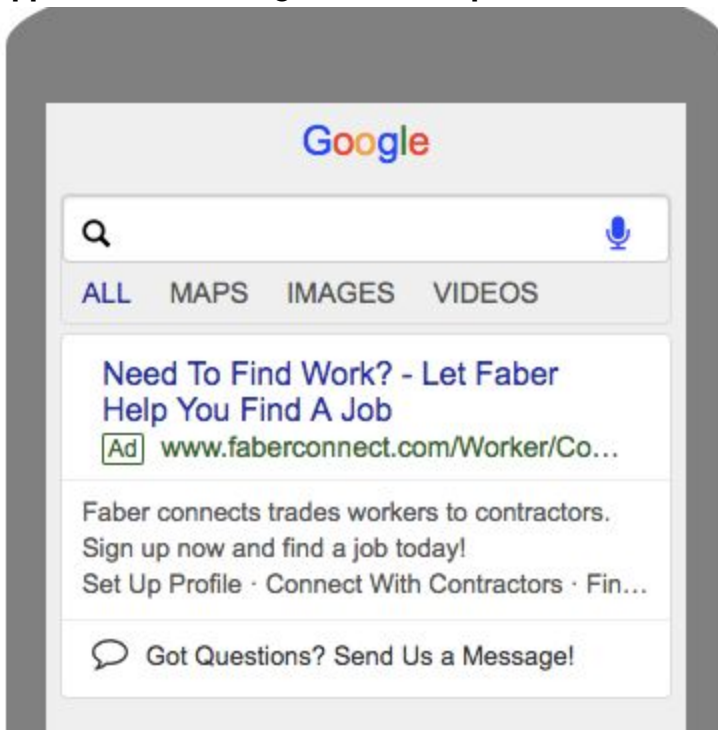 Google
ALL MAPS IMAGES VIDEOS
Need To Find Work? - Let Faber
Help You Find A Job
Ad www.faberconnect.com/Worker/Co…
Faber connects trades workers to contractors.
Sign up now and find a job today!
Set Up Profile · Connect With Contractors · Fin…
Got Questions? Send Us a Message!